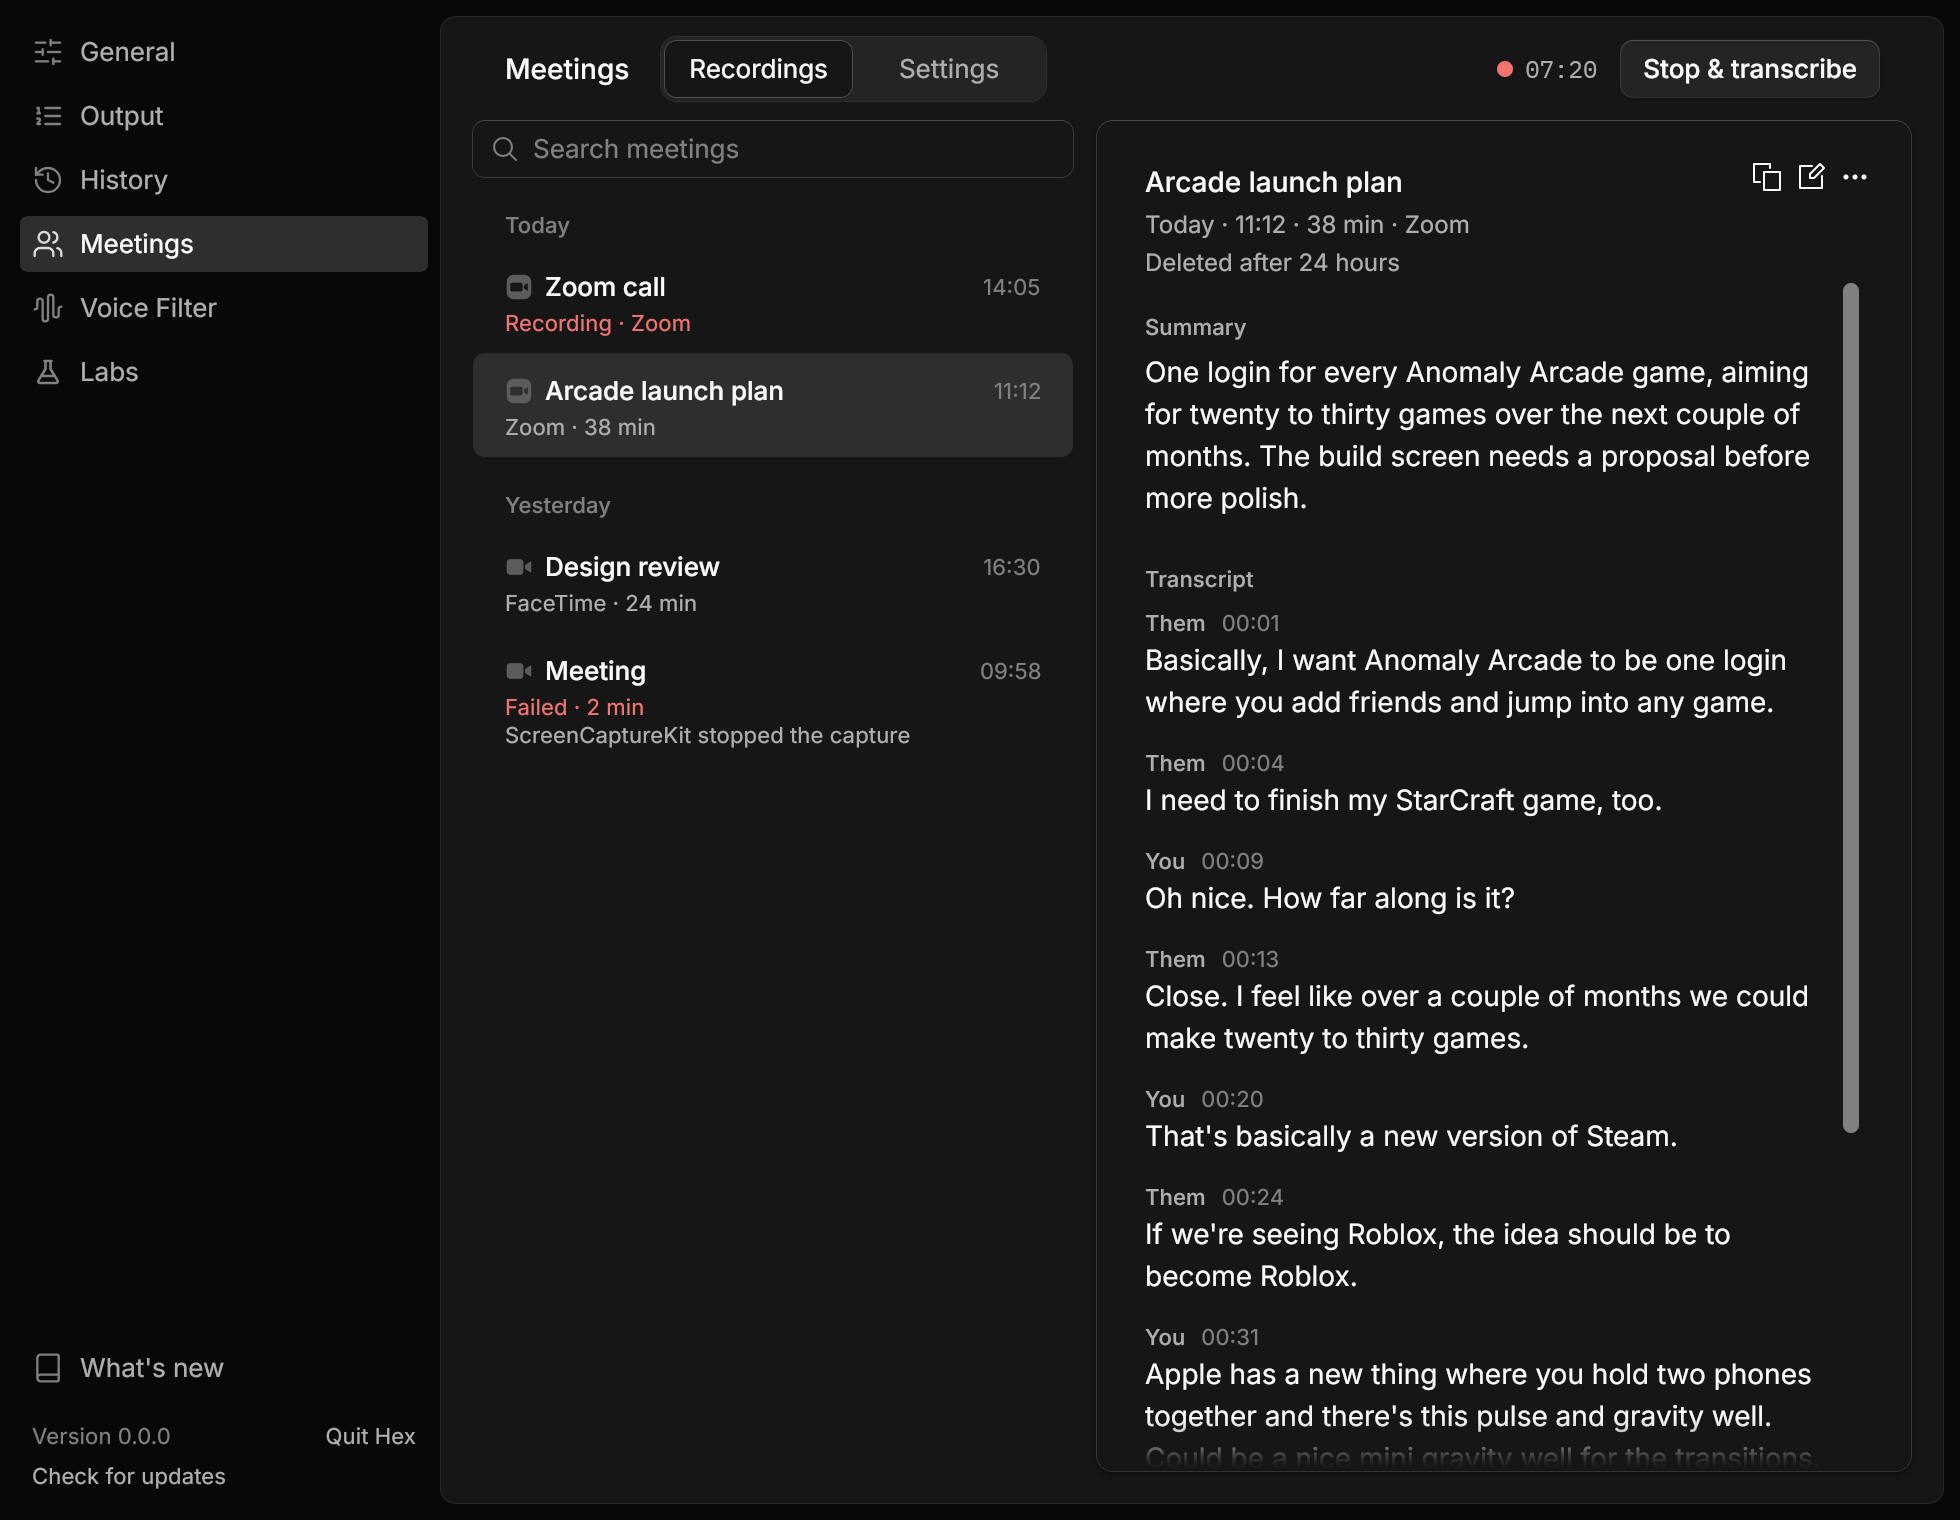 General
Output
History
Meetings
Voice Filter
Labs
What's new
Version 0.0.0
Quit Hex
Check for updates
Meetings
Recordings
Settings
07:20
Stop & transcribe
Search meetings
Today
Zoom call
14:05
Recording · Zoom
Arcade launch plan
11:12
Zoom · 38 min
Yesterday
Design review
16:30
FaceTime · 24 min
Meeting
09:58
Failed · 2 min
ScreenCaptureKit stopped the capture
Arcade launch plan
Today · 11:12 · 38 min · Zoom
Deleted after 24 hours
Summary
One login for every Anomaly Arcade game, aiming
for twenty to thirty games over the next couple of
months. The build screen needs a proposal before
more polish.
Transcript
Them 00:01
Basically, I want Anomaly Arcade to be one login
where you add friends and jump into any game.
Them 00:04
I need to finish my StarCraft game, too.
You 00:09
Oh nice. How far along is it?
Them 00:13
Close. I feel like over a couple of months we could
make twenty to thirty games.
You 00:20
That's basically a new version of Steam.
Them 00:24
If we're seeing Roblox, the idea should be to
become Roblox.
You 00:31
Apple has a new thing where you hold two phones
together and there's this pulse and gravity well.
Could be a nice mini gravity well for the transitions.